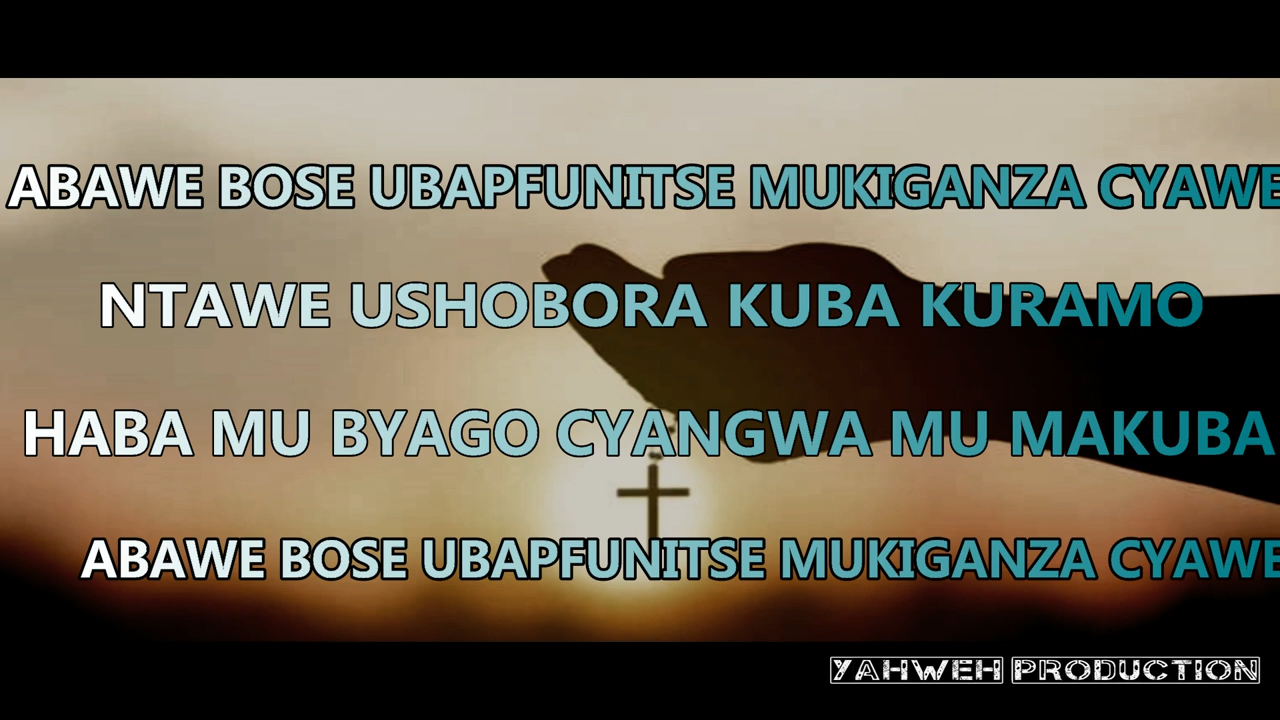 ABAWE BOSE UBAPFUNITSE MUKIGANZA CYAWE
NTAWE USHOBORA KUBA KURAMO
HABA MU BYAGO CYANGWA MU MAKUBA
ABAWE BOSE UBAPFUNITSE MUKIGANZA CYAWE
YAHWEH PRODUCTION